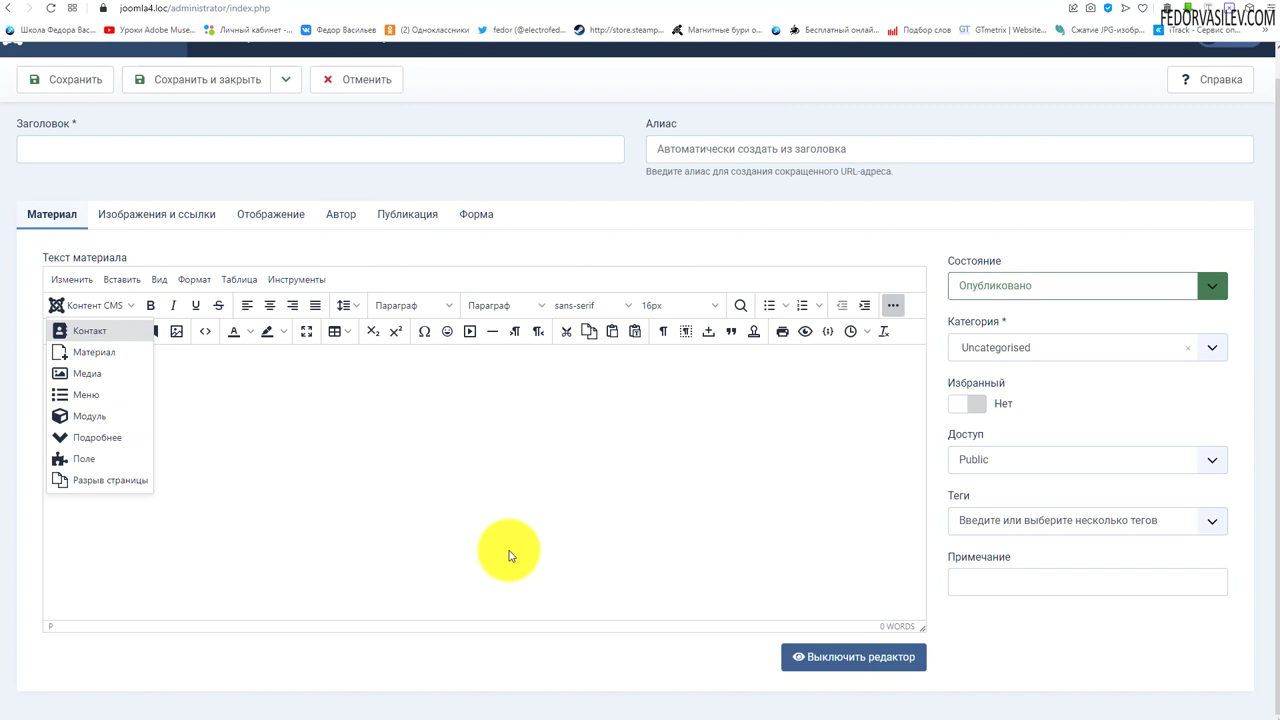 joomla4.loc/administrator/index.php
FEDORVASILEV.COM
Школа Федора Вас...
Уроки Adobe Muse...
Личный кабинет -...
Федор Васильев
(2) Одноклассники
fedor (@electrofed...
http://store.steamp...
Магнитные бури о...
Бесплатный онлай...
Подбор слов
GTmetrix | Website...
Сжатие JPG-изобр...
iTrack - Сервис оп...
Сохранить
Сохранить и закрыть
Отменить
? Справка
Заголовок *
Алиас
Автоматически создать из заголовка
Введите алиас для создания сокращенного URL-адреса.
Материал
Изображения и ссылки
Отображение
Автор
Публикация
Форма
Текст материала
Изменить
Вставить
Вид
Формат
Таблица
Инструменты
Контент CMS
Параграф
Параграф
sans-serif
16px
Контакт
Материал
Медиа
Меню
Модуль
Подробнее
Поле
Разрыв страницы
P
0 WORDS
Выключить редактор
Состояние
Опубликовано
Категория *
Uncategorised
Избранный
Нет
Доступ
Public
Теги
Введите или выберите несколько тегов
Примечание